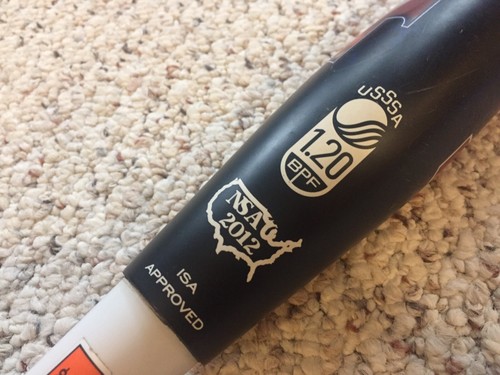 USSSA
1.20
BPF
NSA
2012
ISA
APPROVED